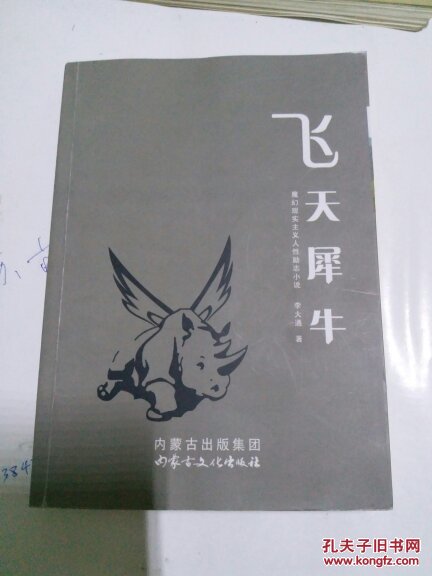 飞天犀牛
魔幻现实主义人性励志小说 李大通 著
内蒙古出版集团
内蒙古文化出版社
384
孔夫子旧书网